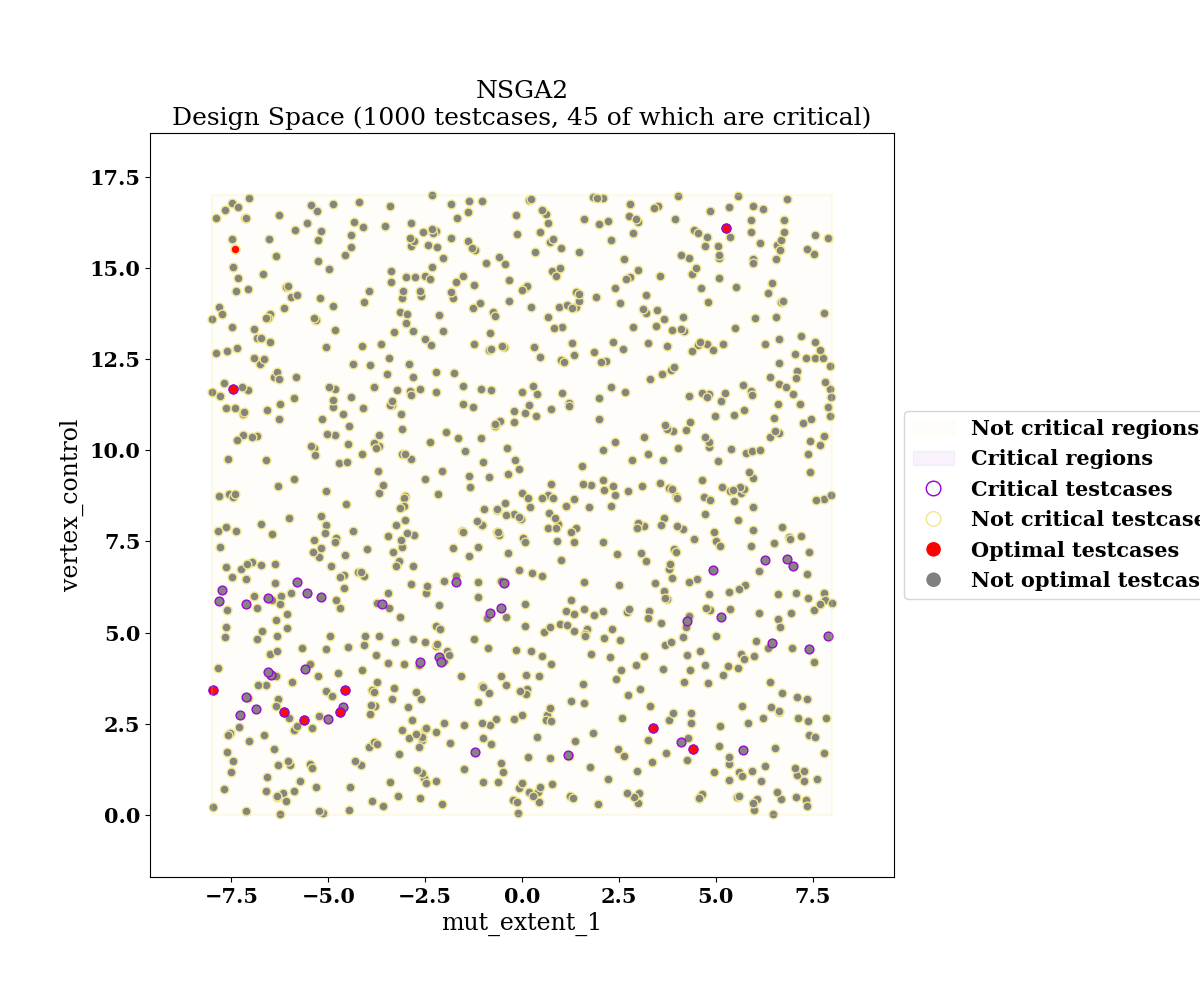 NSGA2
Design Space (1000 testcases, 45 of which are critical)
17.5
15.0
12.5
10.0
7.5
5.0
2.5
0.0
vertex_control
−7.5 −5.0 −2.5 0.0 2.5 5.0 7.5
mut_extent_1
Not critical regions
Critical regions
Critical testcases
Not critical testcase
Optimal testcases
Not optimal testcas